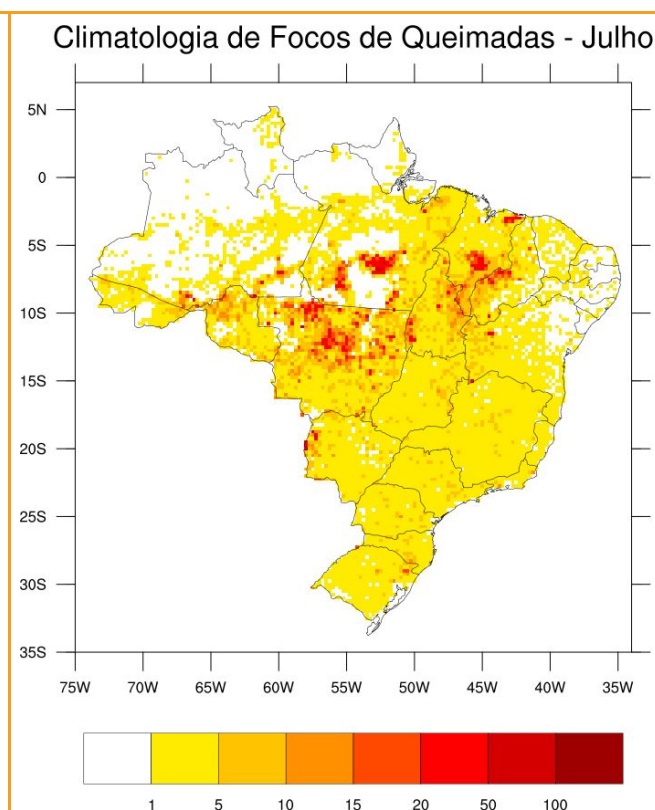 Climatologia de Focos de Queimadas - Julho
5N
0
5S
10S
15S
20S
25S
30S
35S
75W 70W 65W 60W 55W 50W 45W 40W 35W
1 5 10 15 20 50 100